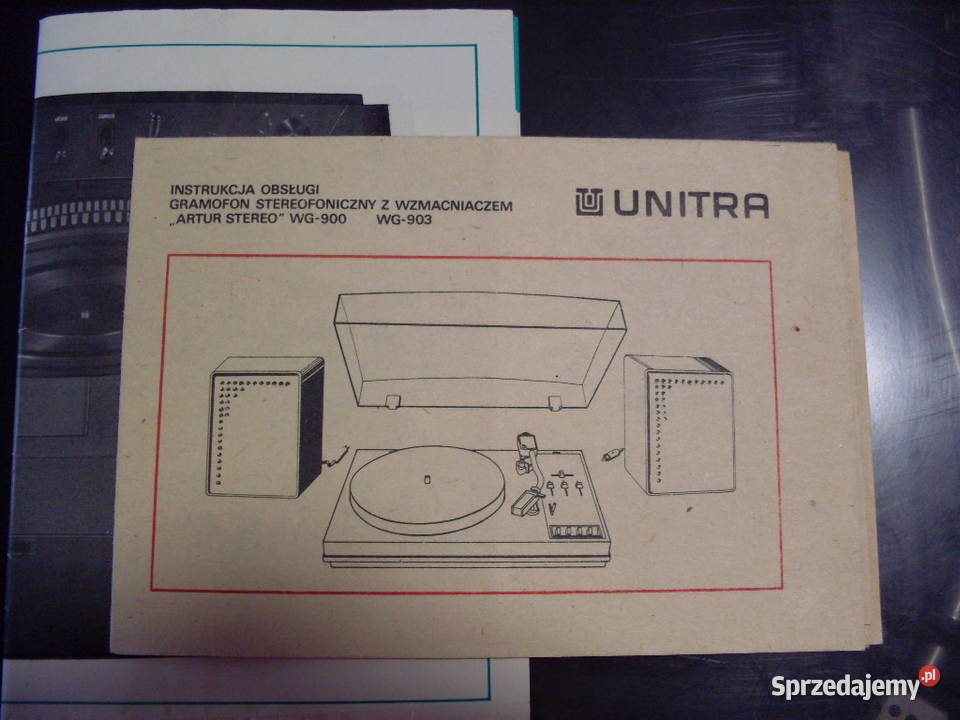 INSTRUKCJA OBSŁUGI
GRAMOFON STEREOFONICZNY Z WZMACNIACZEM
„ARTUR STEREO" WG-900 WG-903
UNITRA
Sprzedajemy.pl